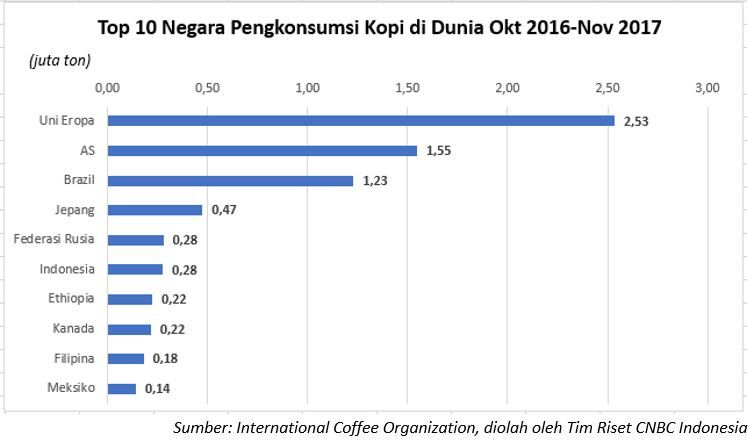 Top 10 Negara Pengkonsumsi Kopi di Dunia Okt 2016-Nov 2017
(juta ton)
0,00 0,50 1,00 1,50 2,00 2,50 3,00
Uni Eropa 2,53
AS 1,55
Brazil 1,23
Jepang 0,47
Federasi Rusia 0,28
Indonesia 0,28
Ethiopia 0,22
Kanada 0,22
Filipina 0,18
Meksiko 0,14
Sumber: International Coffee Organization, diolah oleh Tim Riset CNBC Indonesia